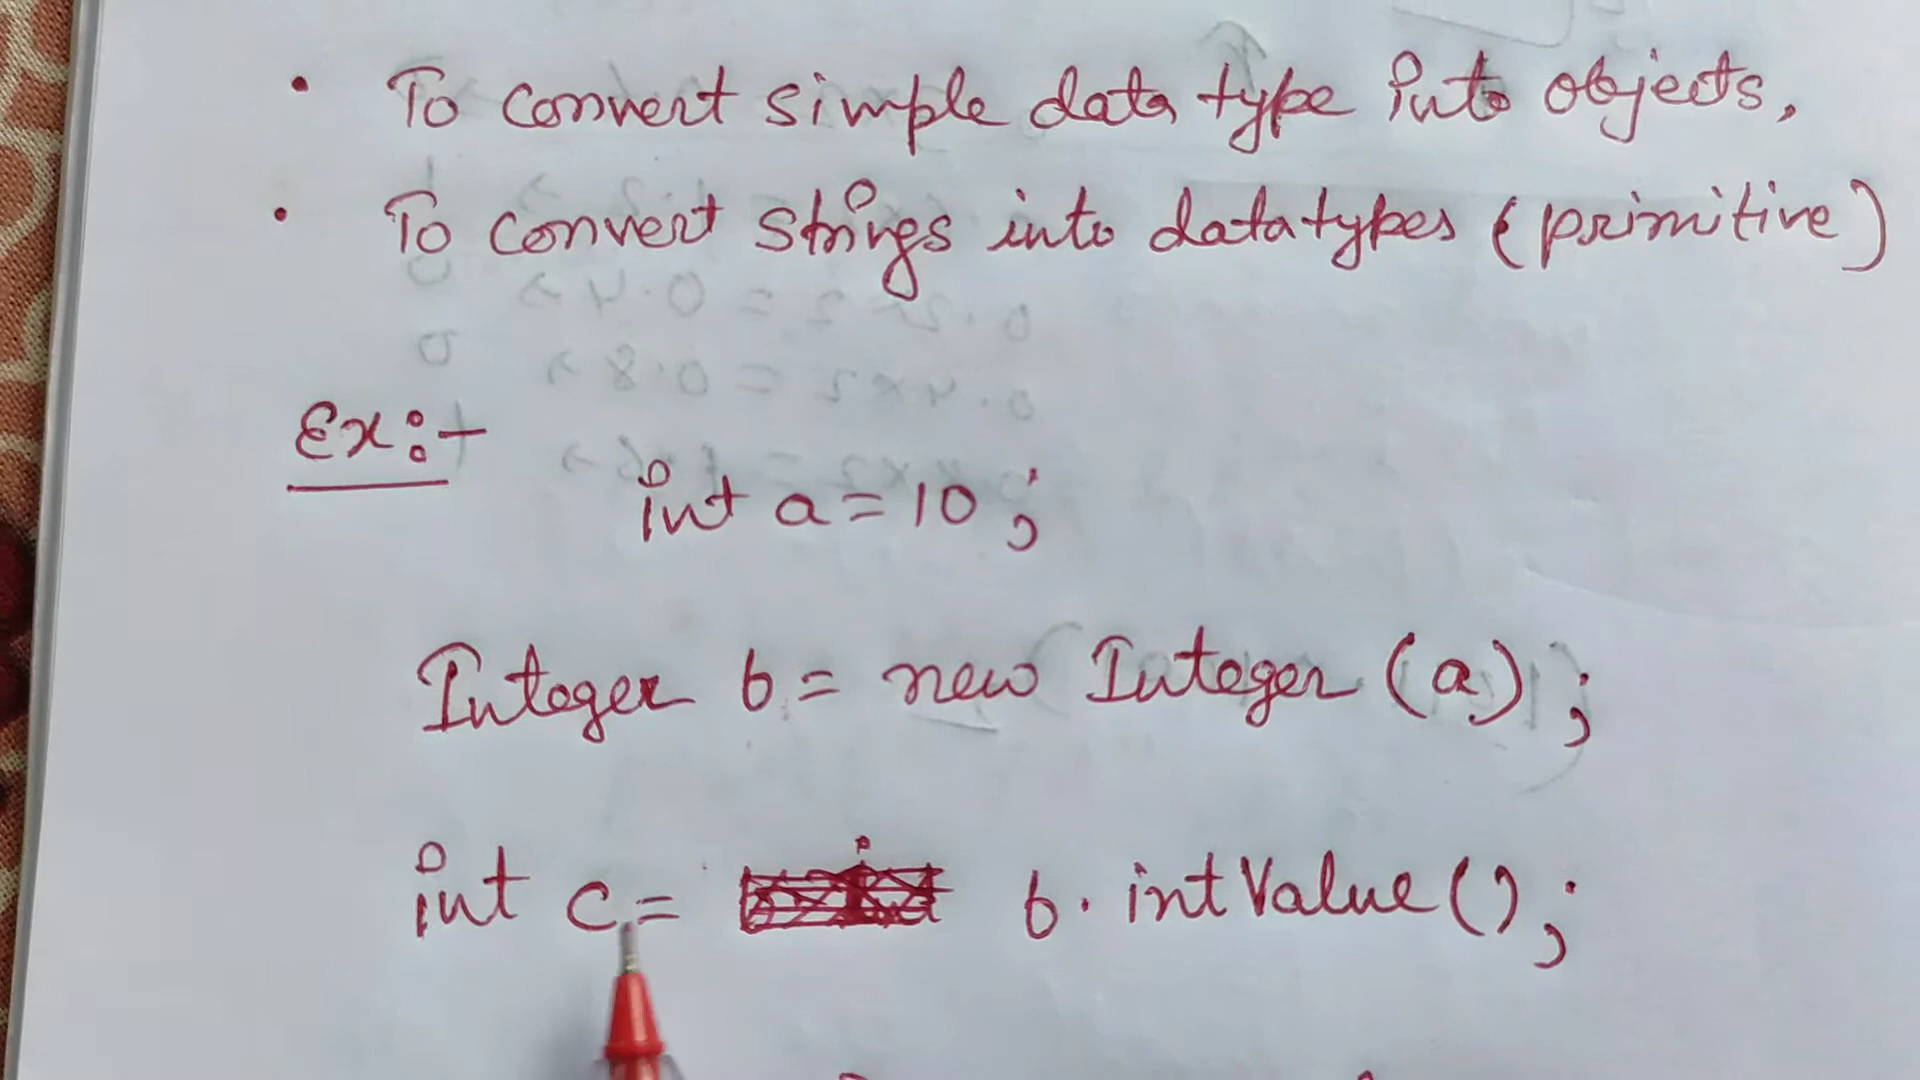 • To convert simple data type into objects.
• To convert strings into datatypes (primitive)
Ex:-
int a = 10 ;
Integer b = new Integer (a) ;
int c = b. intValue() ;